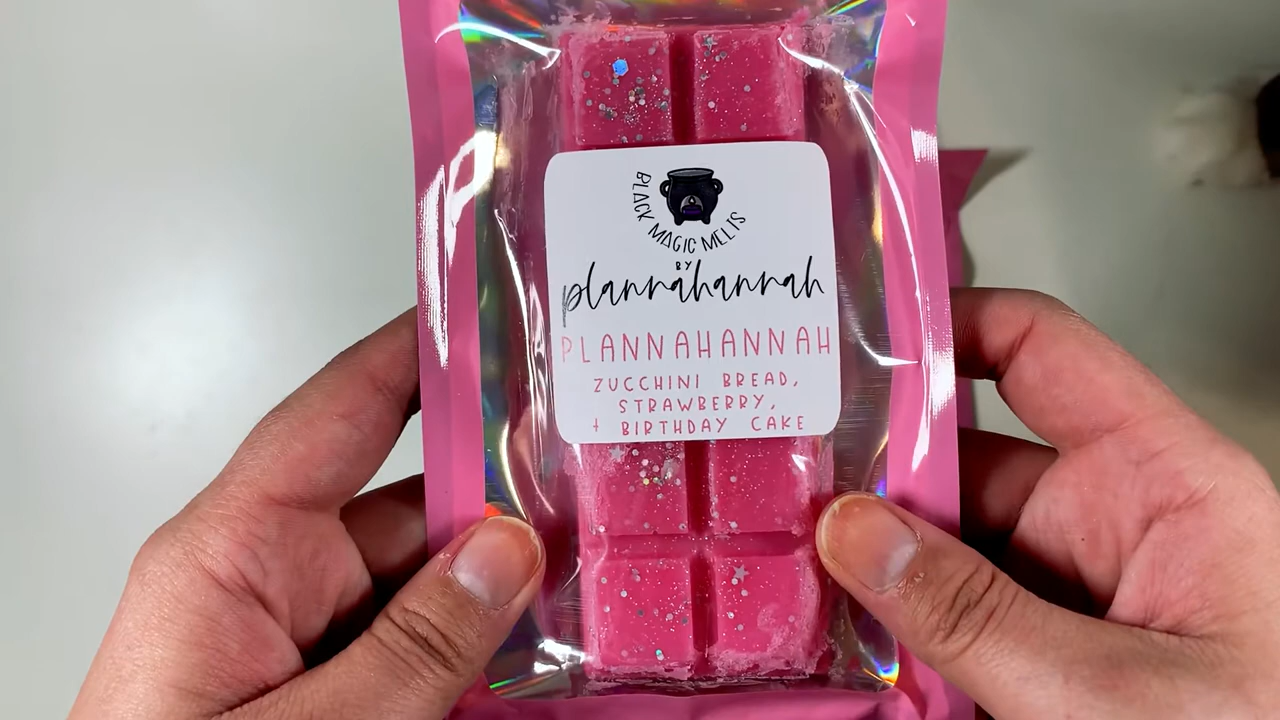 BLACK MAGIC MELTS
BY
plannahannah
PLANNAHANNAH
ZUCCHINI BREAD,
STRAWBERRY,
+ BIRTHDAY CAKE